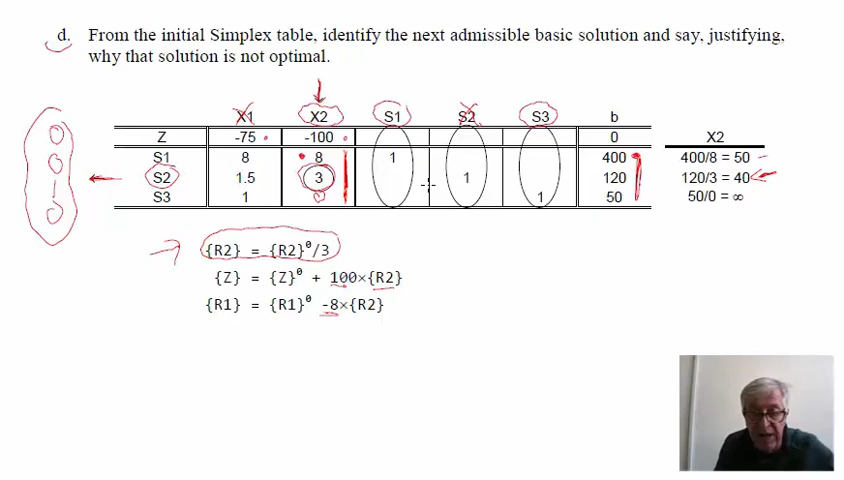 d. From the initial Simplex table, identify the next admissible basic solution and say, justifying,
why that solution is not optimal.
X1 X2 S1 S2 S3 b
Z -75 -100 0 X2
S1 8 8 1 400 400/8 = 50
S2 1.5 3 1 120 120/3 = 40
S3 1 0 1 50 50/0 = ∞
{R2} = {R2}⁰/3
{Z} = {Z}⁰ + 100×{R2}
{R1} = {R1}⁰ -8×{R2}
0
0
1
0